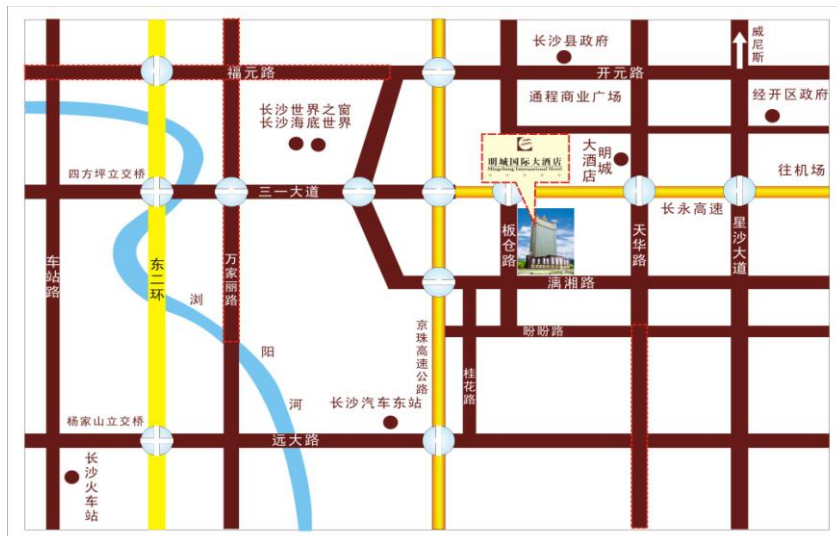 长沙县政府
威尼斯
福元路
开元路
长沙世界之窗
长沙海底世界
通程商业广场
经开区政府
明城国际大酒店
Mingcheng International Hotel
明城
大酒店
四方坪立交桥
三一大道
往机场
长永高速
车站路
东二环
万家丽路
板仓路
天华路
星沙大道
漓湘路
浏阳河
京珠高速公路
盼盼路
桂花路
长沙汽车东站
杨家山立交桥
远大路
长沙火车站